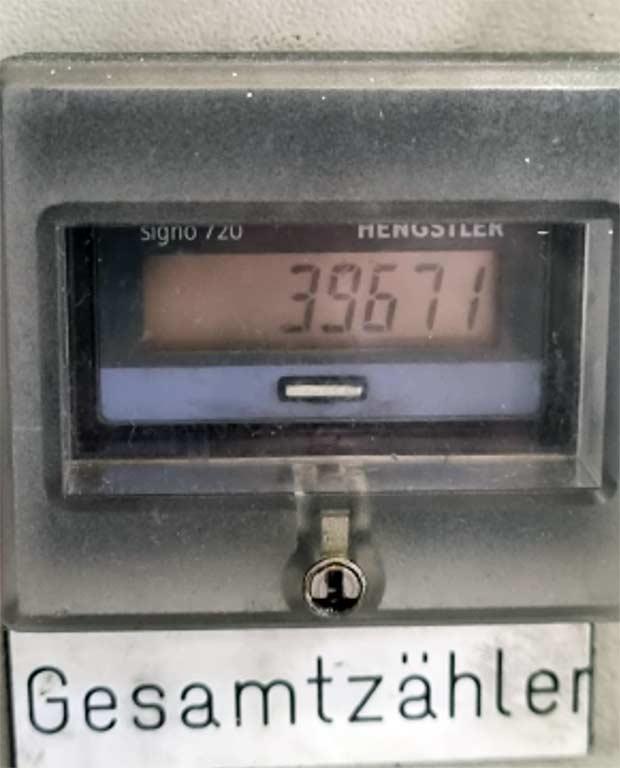 signo 720 HENGSTLER
39671
Gesamtzähler